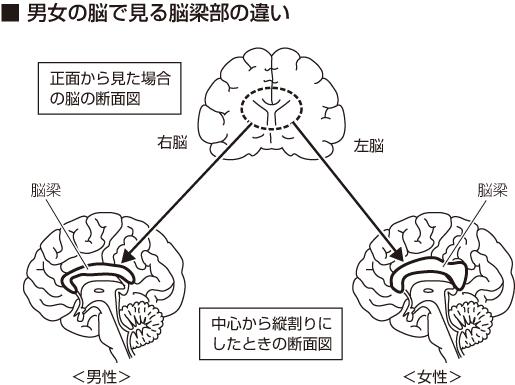 ■ 男女の脳で見る脳梁部の違い
正面から見た場合
の脳の断面図
右脳
左脳
脳梁
脳梁
中心から縦割りに
したときの断面図
＜男性＞
＜女性＞